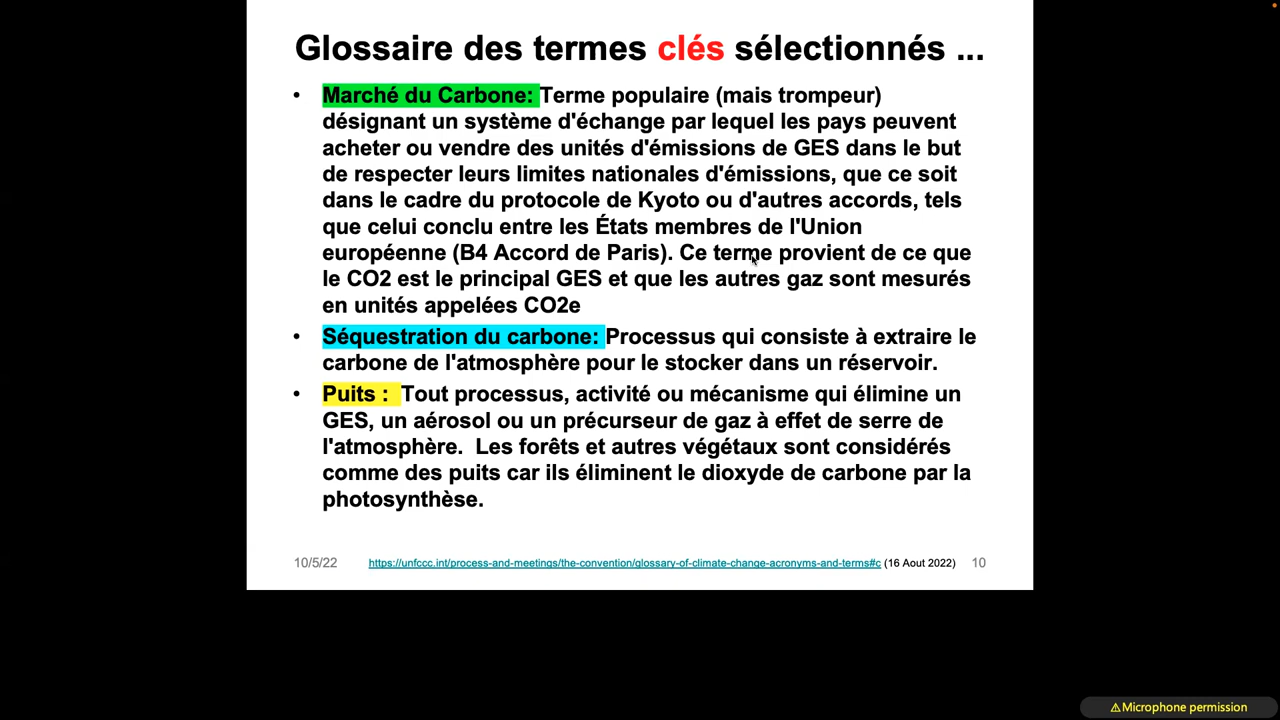 Glossaire des termes clés sélectionnés ...
• Marché du Carbone: Terme populaire (mais trompeur)
désignant un système d'échange par lequel les pays peuvent
acheter ou vendre des unités d'émissions de GES dans le but
de respecter leurs limites nationales d'émissions, que ce soit
dans le cadre du protocole de Kyoto ou d'autres accords, tels
que celui conclu entre les États membres de l'Union
européenne (B4 Accord de Paris). Ce terme provient de ce que
le CO2 est le principal GES et que les autres gaz sont mesurés
en unités appelées CO2e
• Séquestration du carbone: Processus qui consiste à extraire le
carbone de l'atmosphère pour le stocker dans un réservoir.
• Puits : Tout processus, activité ou mécanisme qui élimine un
GES, un aérosol ou un précurseur de gaz à effet de serre de
l'atmosphère. Les forêts et autres végétaux sont considérés
comme des puits car ils éliminent le dioxyde de carbone par la
photosynthèse.
10/5/22 https://unfccc.int/process-and-meetings/the-convention/glossary-of-climate-change-acronyms-and-terms#c (16 Aout 2022) 10
⚠Microphone permission